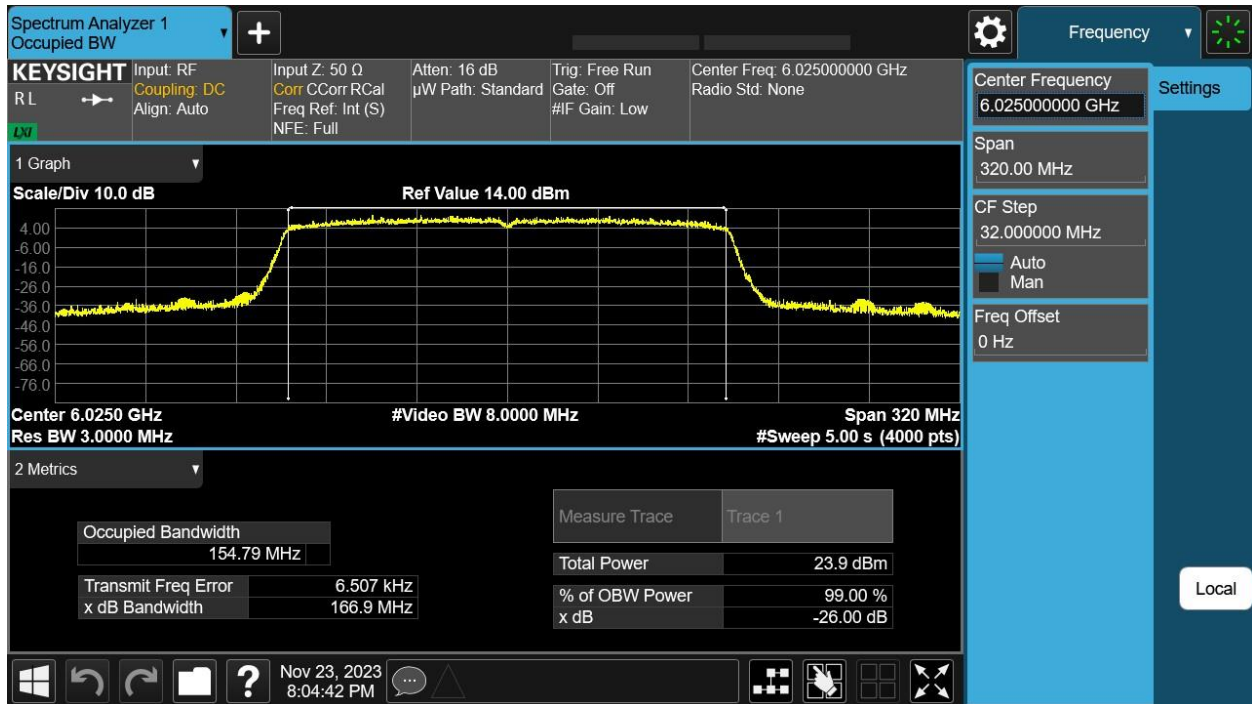 Spectrum Analyzer 1
Occupied BW
+
Frequency
KEYSIGHT
R L
LXI
Input: RF
Coupling: DC
Align: Auto
Input Z: 50 Ω
Corr CCorr RCal
Freq Ref: Int (S)
NFE: Full
Atten: 16 dB
µW Path: Standard
Trig: Free Run
Gate: Off
#IF Gain: Low
Center Freq: 6.025000000 GHz
Radio Std: None
Center Frequency
6.025000000 GHz
Settings
Span
320.00 MHz
CF Step
32.000000 MHz
Auto
Man
Freq Offset
0 Hz
Local
1 Graph
Scale/Div 10.0 dB
Ref Value 14.00 dBm
4.00
-6.00
-16.0
-26.0
-36.0
-46.0
-56.0
-66.0
-76.0
Center 6.0250 GHz
#Video BW 8.0000 MHz
Span 320 MHz
Res BW 3.0000 MHz
#Sweep 5.00 s (4000 pts)
2 Metrics
Measure Trace Trace 1
Occupied Bandwidth
154.79 MHz
Total Power 23.9 dBm
Transmit Freq Error 6.507 kHz
% of OBW Power 99.00 %
x dB Bandwidth 166.9 MHz
x dB -26.00 dB
?
Nov 23, 2023
8:04:42 PM